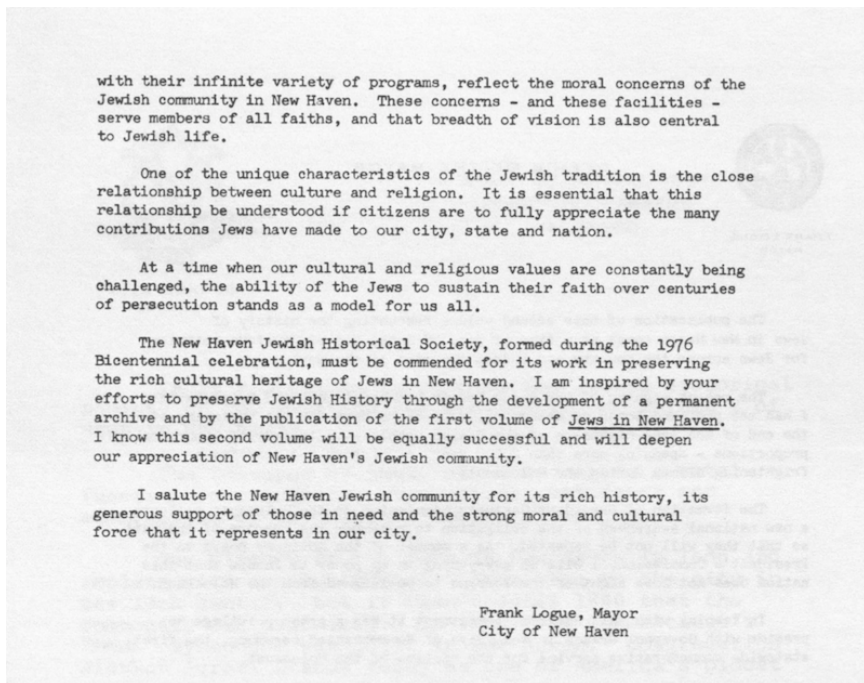 with their infinite variety of programs, reflect the moral concerns of the
Jewish community in New Haven. These concerns - and these facilities -
serve members of all faiths, and that breadth of vision is also central
to Jewish life.
One of the unique characteristics of the Jewish tradition is the close
relationship between culture and religion. It is essential that this
relationship be understood if citizens are to fully appreciate the many
contributions Jews have made to our city, state and nation.
At a time when our cultural and religious values are constantly being
challenged, the ability of the Jews to sustain their faith over centuries
of persecution stands as a model for us all.
The New Haven Jewish Historical Society, formed during the 1976
Bicentennial celebration, must be commended for its work in preserving
the rich cultural heritage of Jews in New Haven. I am inspired by your
efforts to preserve Jewish History through the development of a permanent
archive and by the publication of the first volume of Jews in New Haven.
I know this second volume will be equally successful and will deepen
our appreciation of New Haven's Jewish community.
I salute the New Haven Jewish community for its rich history, its
generous support of those in need and the strong moral and cultural
force that it represents in our city.
Frank Logue, Mayor
City of New Haven